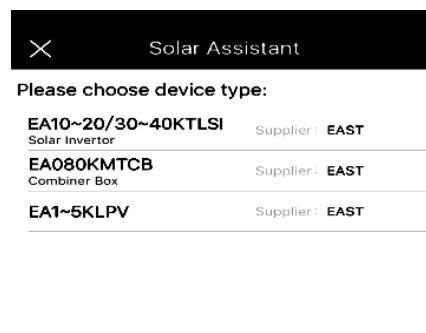 Solar Assistant
Please choose device type:
EA10~20/30~40KTLSI Supplier: EAST
Solar Invertor
EA080KMTCB Supplier: EAST
Combiner Box
EA1~5KLPV Supplier: EAST